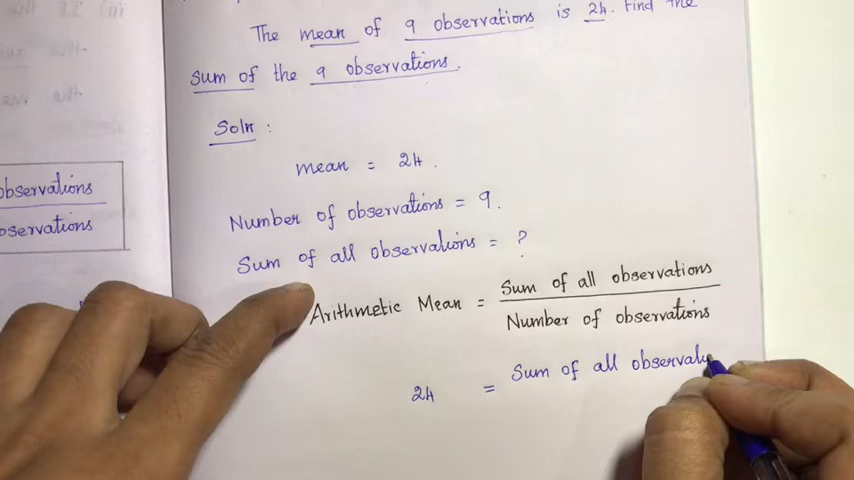 The mean of 9 observations is 24. Find the
sum of the 9 observations.
Soln:
mean = 24.
Number of observations = 9.
Sum of all observations = ?
Arithmetic Mean = Sum of all observations
Number of observations
24 = Sum of all observati
observations
observations